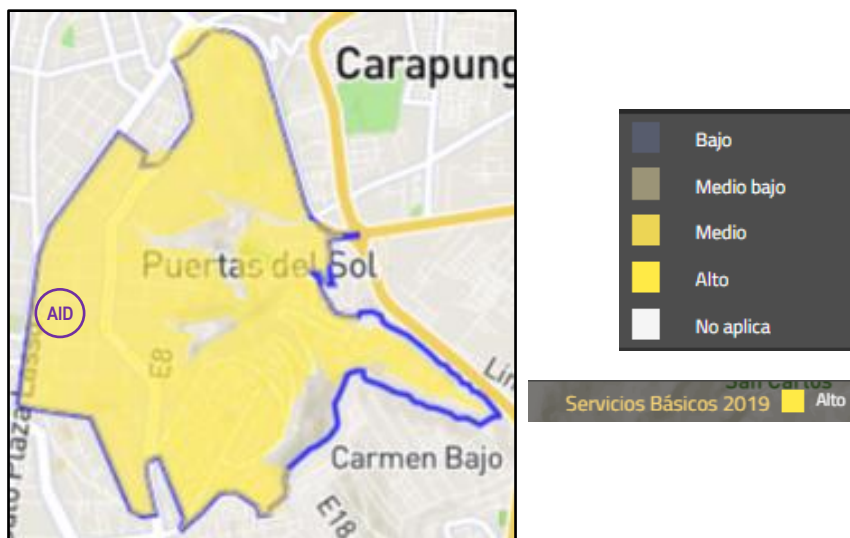 Carapung
Puertas del Sol
AID
E8
Lin
Carmen Bajo
E18
Bajo
Medio bajo
Medio
Alto
No aplica
San Carlos
Servicios Básicos 2019 Alto